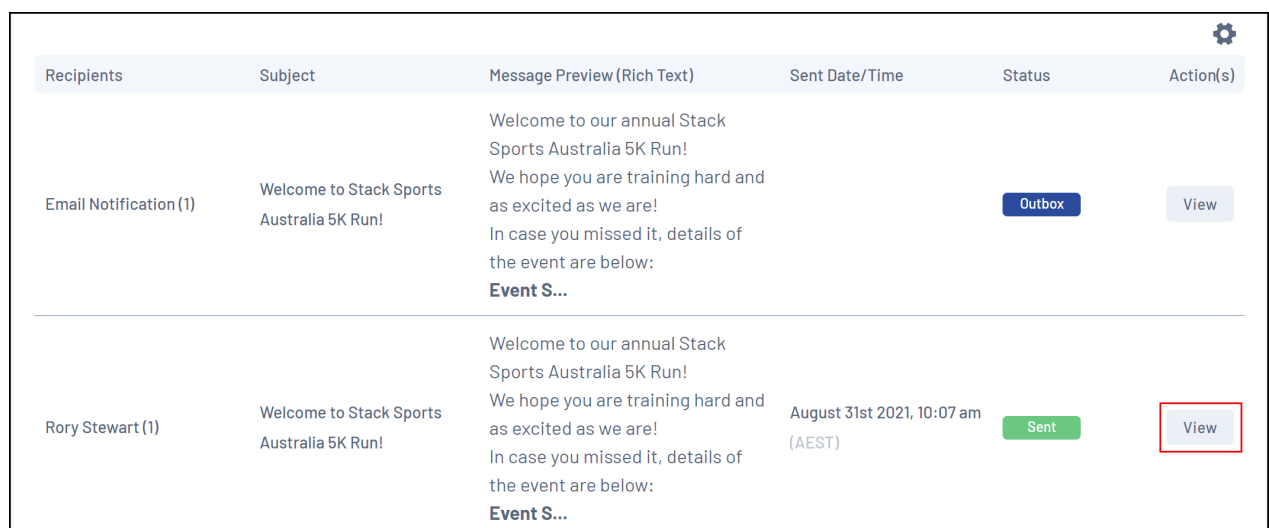 Recipients Subject Message Preview (Rich Text) Sent Date/Time Status Action(s)
Email Notification (1)
Welcome to Stack Sports
Australia 5K Run!
Welcome to our annual Stack
Sports Australia 5K Run!
We hope you are training hard and
as excited as we are!
In case you missed it, details of
the event are below:
Event S...
Outbox
View
Rory Stewart (1)
Welcome to Stack Sports
Australia 5K Run!
Welcome to our annual Stack
Sports Australia 5K Run!
We hope you are training hard and
as excited as we are!
In case you missed it, details of
the event are below:
Event S...
August 31st 2021, 10:07 am
(AEST)
Sent
View